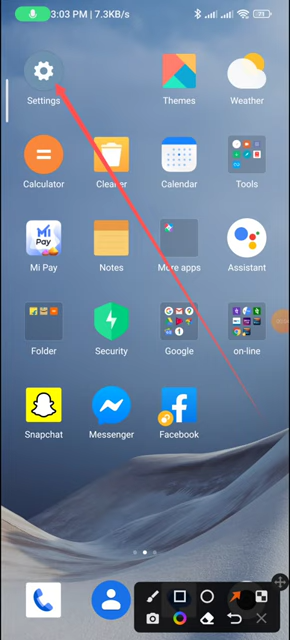 3:03 PM | 7.3KB/s
Settings
Themes
Weather
Calculator
Cleaner
Calendar
Tools
Mi
Pay
Mi Pay
Notes
More apps
Assistant
Folder
Security
Google
on-line
Snapchat
Messenger
Facebook